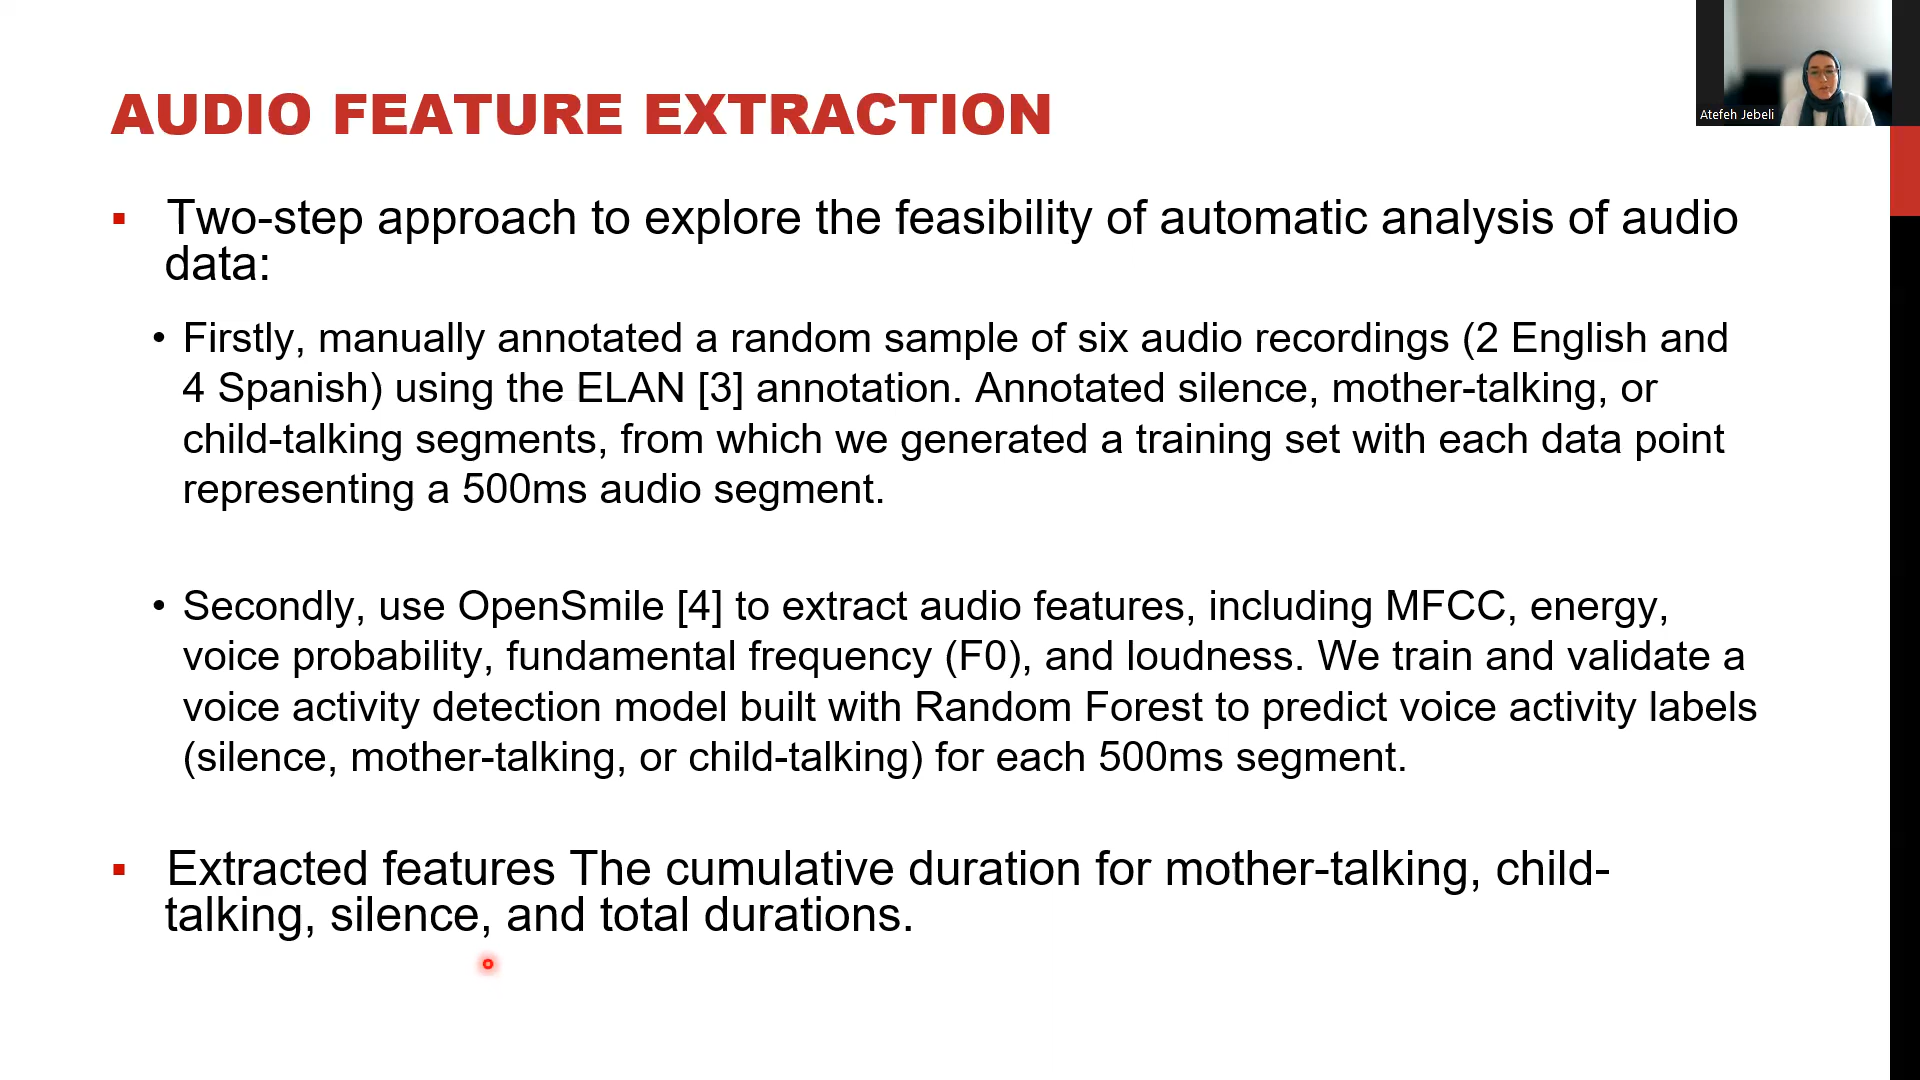 Atefeh Jebeli
AUDIO FEATURE EXTRACTION
▪ Two-step approach to explore the feasibility of automatic analysis of audio
data:
• Firstly, manually annotated a random sample of six audio recordings (2 English and
4 Spanish) using the ELAN [3] annotation. Annotated silence, mother-talking, or
child-talking segments, from which we generated a training set with each data point
representing a 500ms audio segment.
• Secondly, use OpenSmile [4] to extract audio features, including MFCC, energy,
voice probability, fundamental frequency (F0), and loudness. We train and validate a
voice activity detection model built with Random Forest to predict voice activity labels
(silence, mother-talking, or child-talking) for each 500ms segment.
▪ Extracted features The cumulative duration for mother-talking, child-
talking, silence, and total durations.